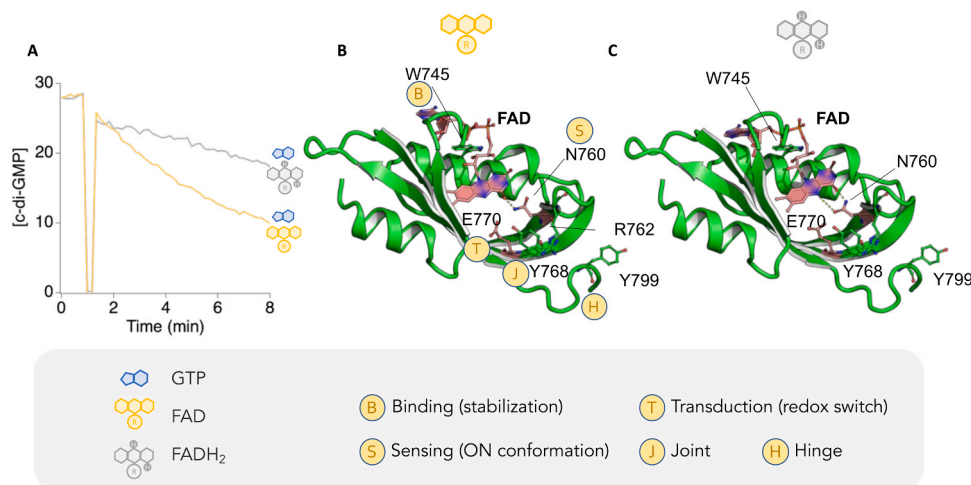 A
B
C
30
20
10
0
[c-di-GMP]
0
2
4
6
8
Time (min)
H
R
H
R
R
W745
B
FAD
S
N760
E770
R762
T
Y768
J
Y799
H
H
R
H
W745
FAD
N760
E770
Y768
Y799
GTP
R
FAD
H
R
H
FADH₂
B Binding (stabilization)
T Transduction (redox switch)
S Sensing (ON conformation)
J Joint
H Hinge